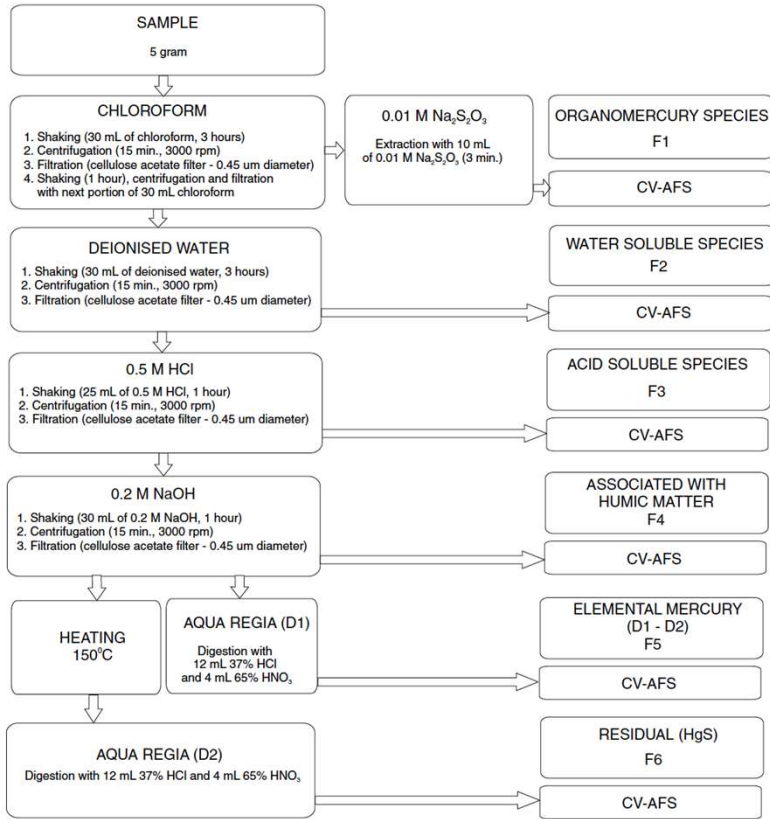 SAMPLE
5 gram
CHLOROFORM
1. Shaking (30 mL of chloroform, 3 hours)
2. Centrifugation (15 min., 3000 rpm)
3. Filtration (cellulose acetate filter - 0.45 um diameter)
4. Shaking (1 hour), centrifugation and filtration
with next portion of 30 mL chloroform
0.01 M Na₂S₂O₃
Extraction with 10 mL
of 0.01 M Na₂S₂O₃ (3 min.)
ORGANOMERCURY SPECIES
F1
CV-AFS
DEIONISED WATER
1. Shaking (30 mL of deionised water, 3 hours)
2. Centrifugation (15 min., 3000 rpm)
3. Filtration (cellulose acetate filter - 0.45 um diameter)
WATER SOLUBLE SPECIES
F2
CV-AFS
0.5 M HCl
1. Shaking (25 mL of 0.5 M HCl, 1 hour)
2. Centrifugation (15 min., 3000 rpm)
3. Filtration (cellulose acetate filter - 0.45 um diameter)
ACID SOLUBLE SPECIES
F3
CV-AFS
0.2 M NaOH
1. Shaking (30 mL of 0.2 M NaOH, 1 hour)
2. Centrifugation (15 min., 3000 rpm)
3. Filtration (cellulose acetate filter - 0.45 um diameter)
ASSOCIATED WITH
HUMIC MATTER
F4
CV-AFS
HEATING
150⁰C
AQUA REGIA (D1)
Digestion with
12 mL 37% HCl
and 4 mL 65% HNO₃
ELEMENTAL MERCURY
(D1 - D2)
F5
CV-AFS
AQUA REGIA (D2)
Digestion with 12 mL 37% HCl and 4 mL 65% HNO₃
RESIDUAL (HgS)
F6
CV-AFS